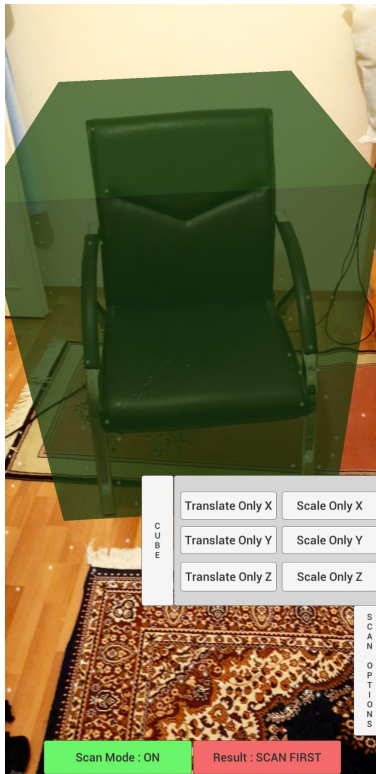 CUBE
Translate Only X
Scale Only X
Translate Only Y
Scale Only Y
Translate Only Z
Scale Only Z
SCAN OPTIONS
Scan Mode : ON
Result : SCAN FIRST